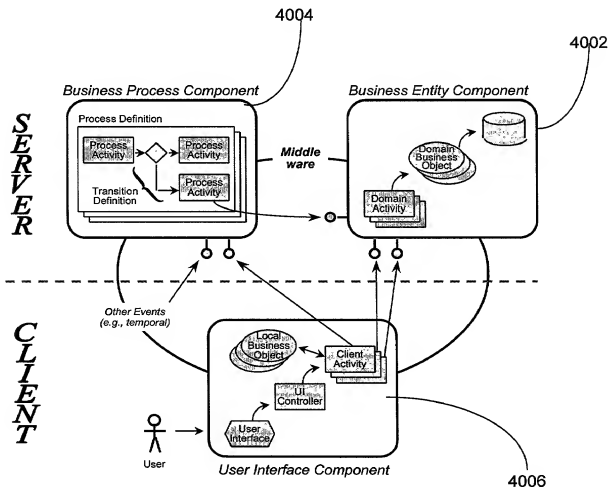 4004
4002
Business Process Component
Business Entity Component
SERVER
Process Definition
Process
Activity
Process
Activity
Transition
Definition
Process
Activity
Middle
ware
Domain
Business
Object
Domain
Activity
Other Events
(e.g., temporal)
CLIENT
Local
Business
Object
Client
Activity
UI
Controller
User
Interface
User
User Interface Component
4006